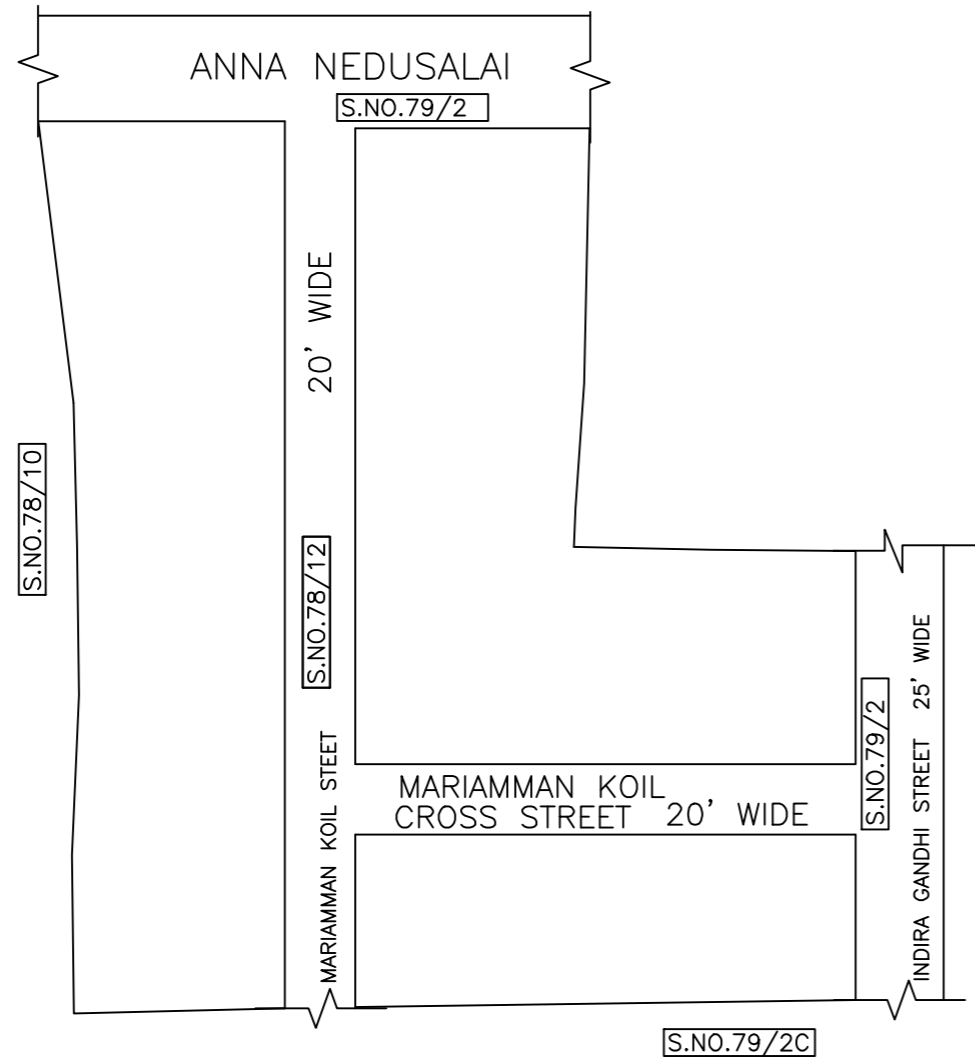 ANNA NEDUSALAI
S.NO.79/2
20' WIDE
S.NO.78/10
S.NO.78/12
MARIAMMAN KOIL STEET
MARIAMMAN KOIL
CROSS STREET 20' WIDE
S.NO.79/2
INDIRA GANDHI STREET 25' WIDE
S.NO.79/2C